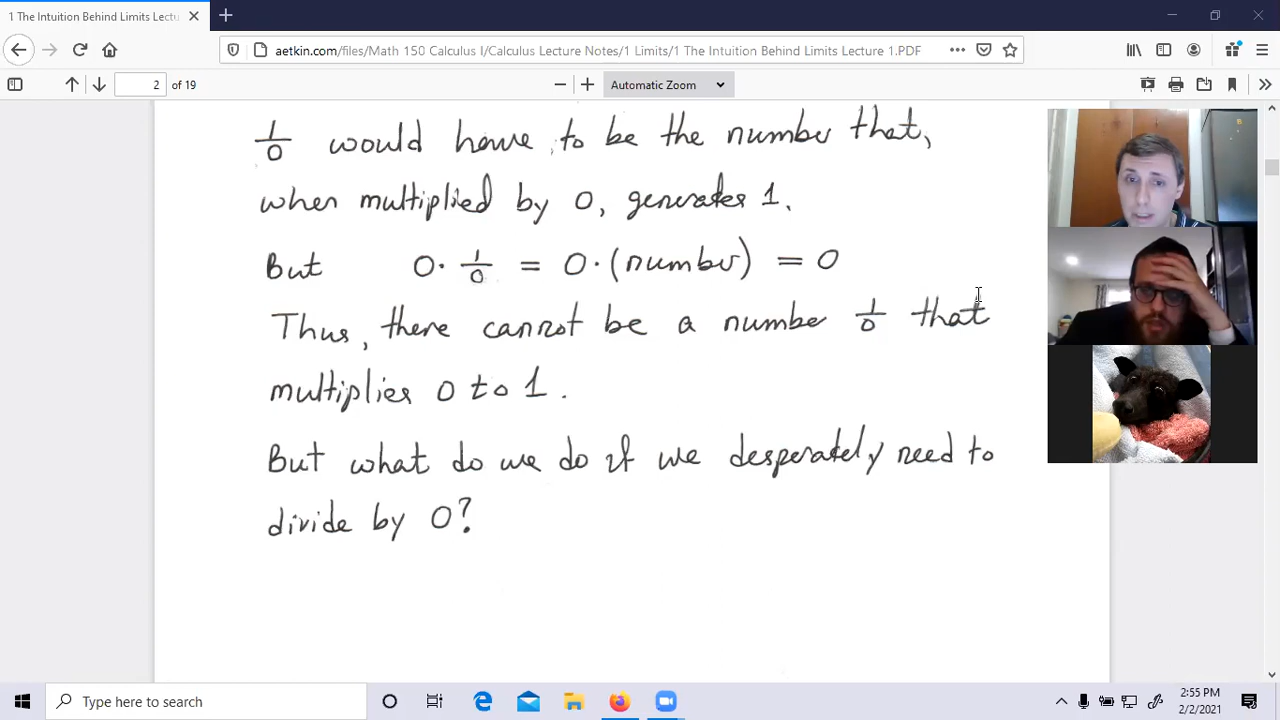 1 The Intuition Behind Limits Lectu
aetkin.com/files/Math 150 Calculus I/Calculus Lecture Notes/1 Limits/1 The Intuition Behind Limits Lecture 1.PDF
2 of 19
Automatic Zoom
1/0 would have to be the number that,
when multiplied by 0, generates 1.
But 0 · 1/0 = 0 · (number) = 0
Thus, there cannot be a number 1/0 that
multiplies 0 to 1.
But what do we do if we desperately need to
divide by 0?
Type here to search
2:55 PM
2/2/2021